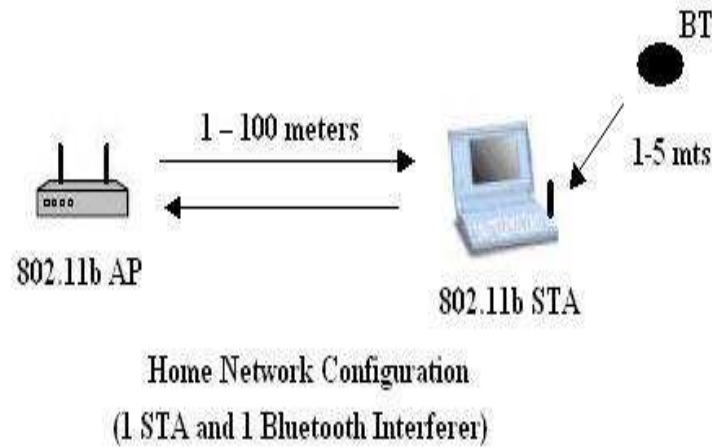 BT
1 – 100 meters
1-5 mts
802.11b AP
802.11b STA
Home Network Configuration
(1 STA and 1 Bluetooth Interferer)